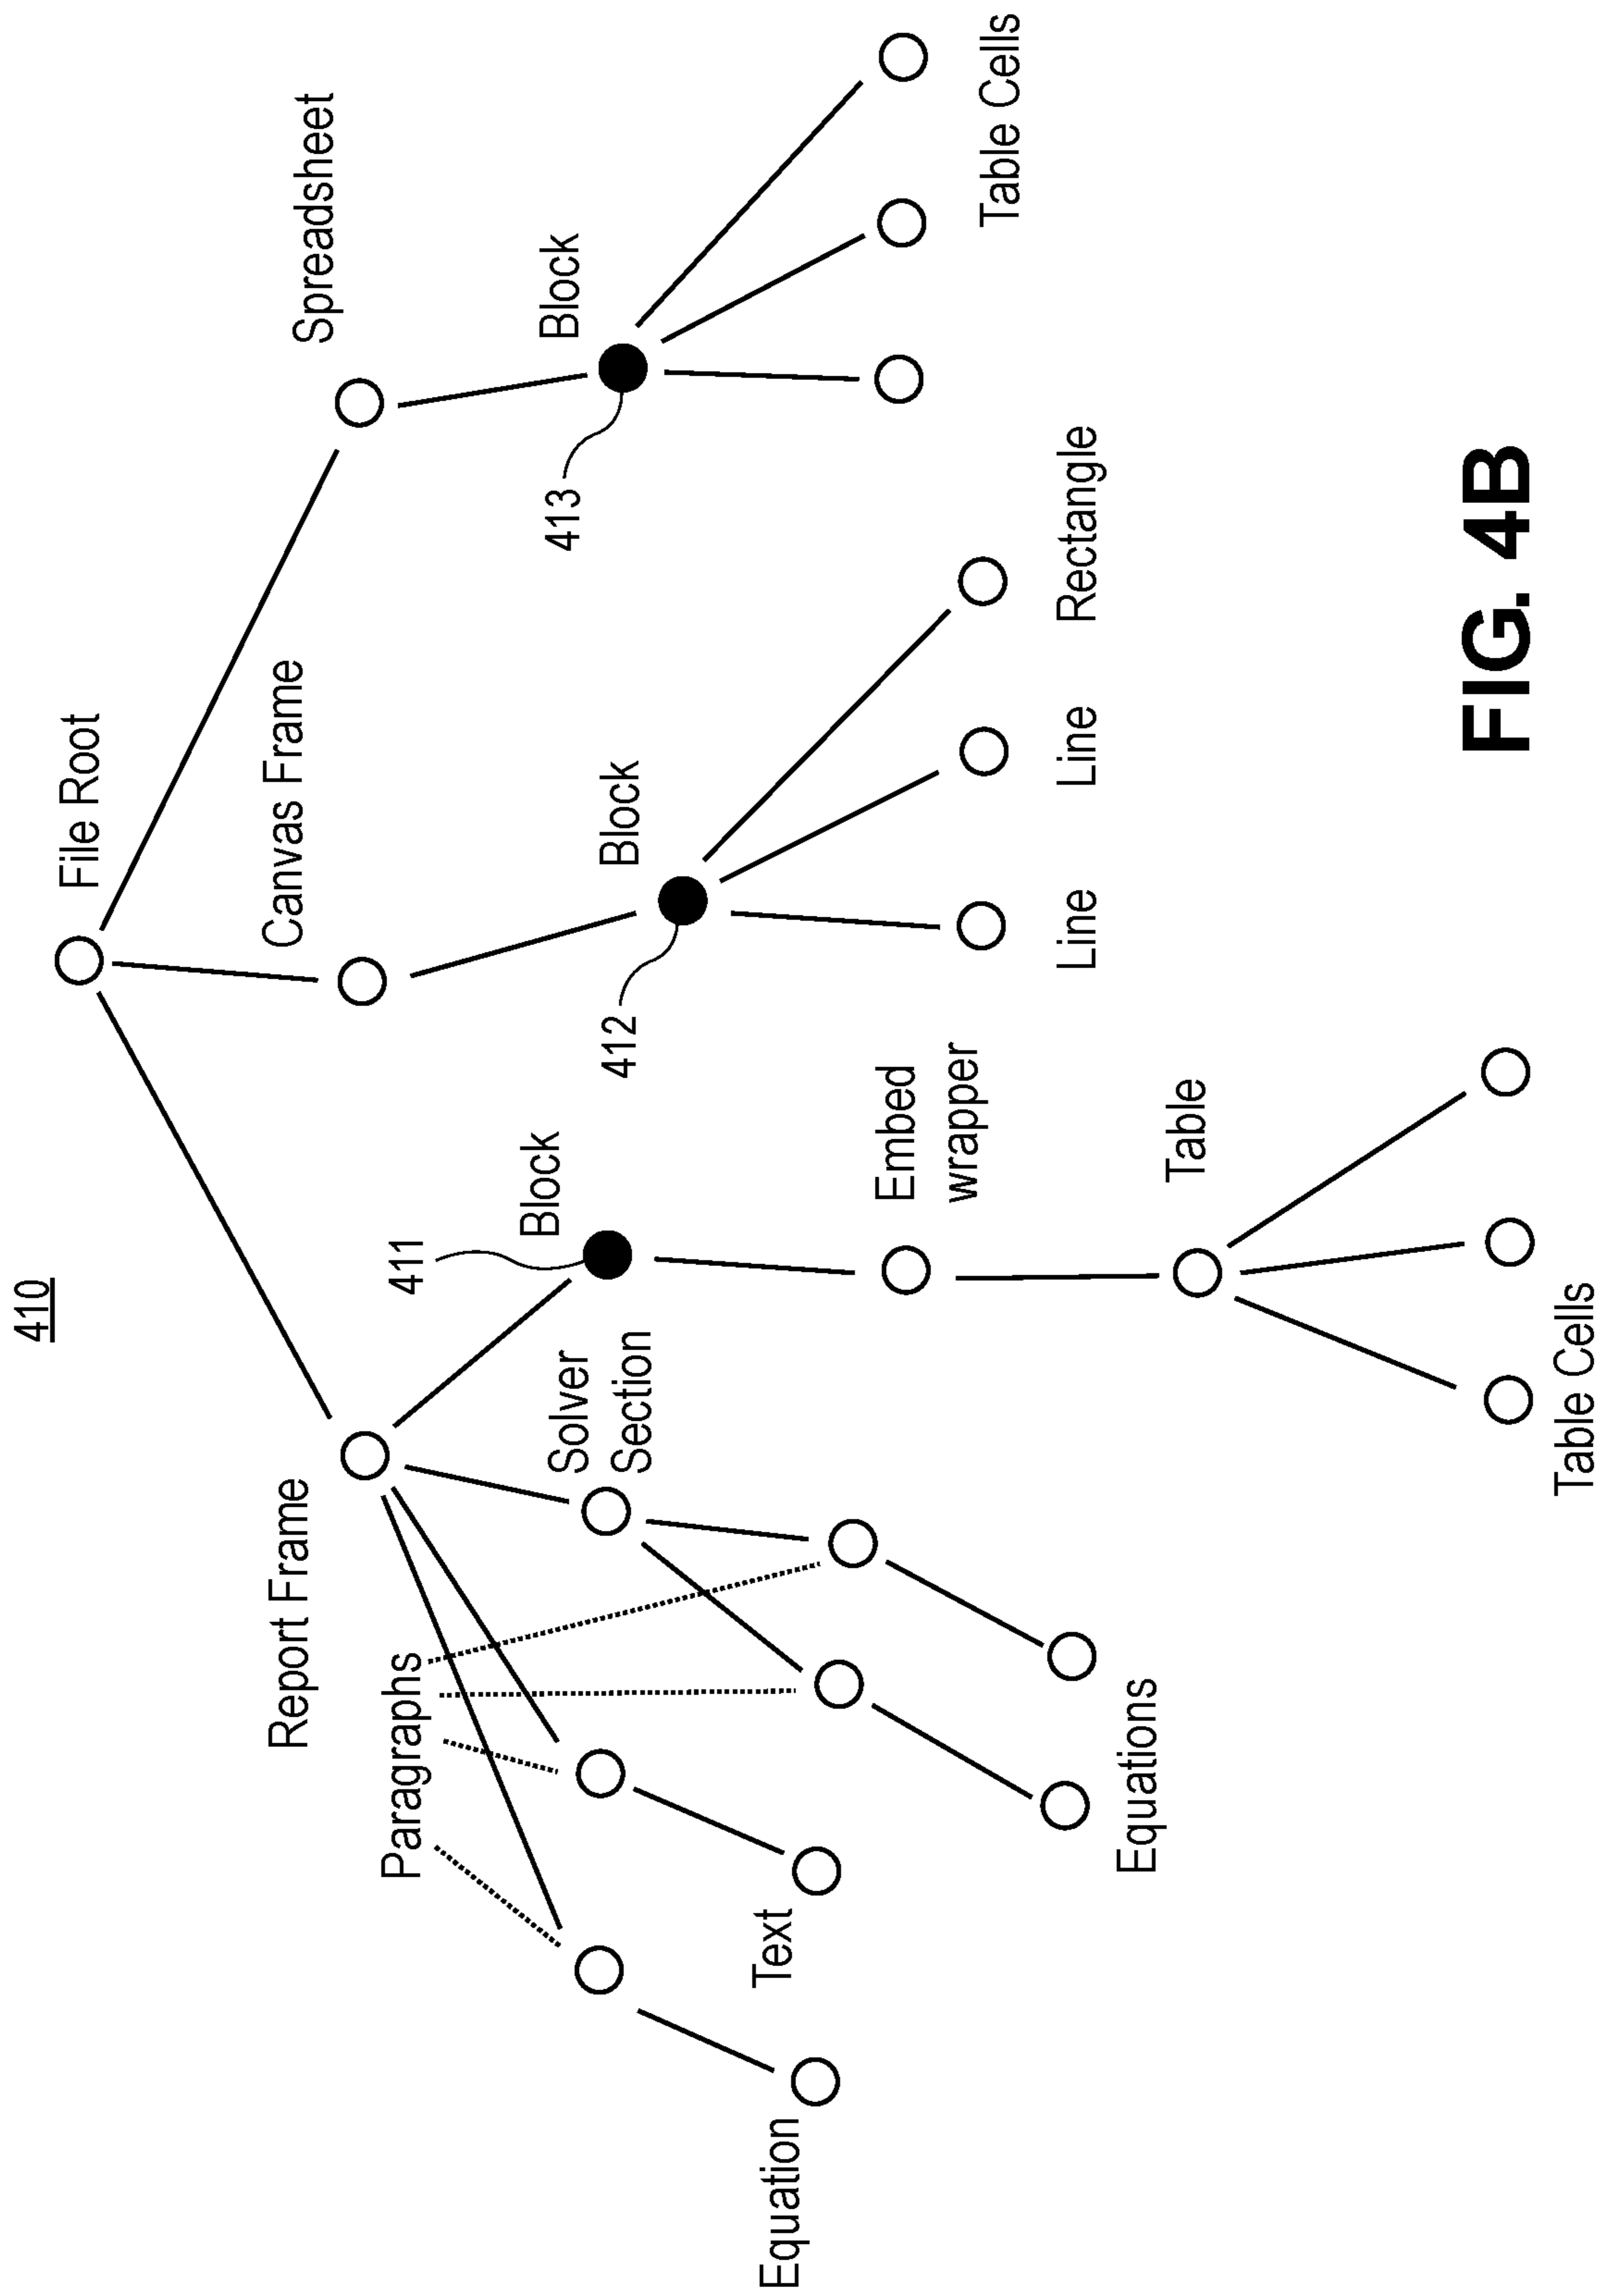 410
File Root
Report Frame
Canvas Frame
Spreadsheet
Paragraphs
411
Block
412
Block
413
Block
Solver
Section
Equation
Text
Equations
Embed
wrapper
Line
Line
Rectangle
Table Cells
Table
Table Cells
FIG. 4B